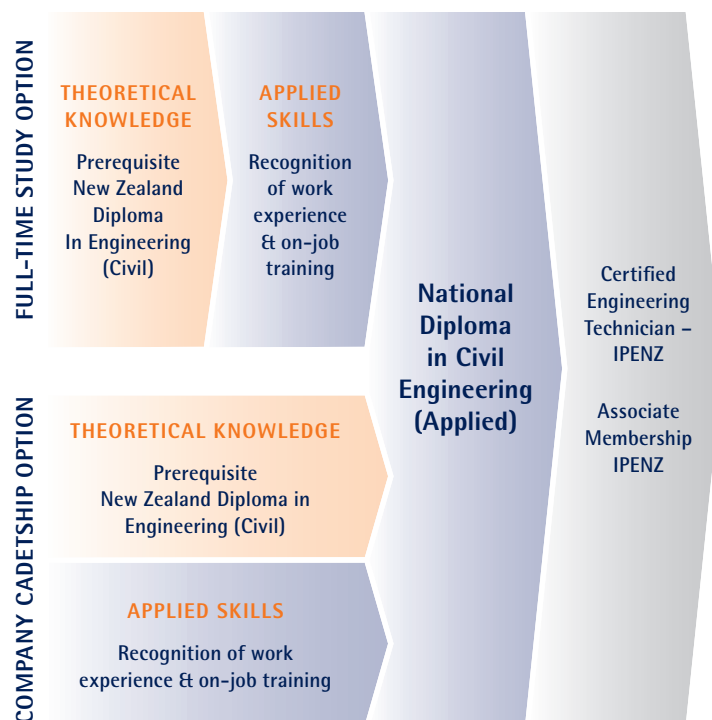 FULL-TIME STUDY OPTION
THEORETICAL
KNOWLEDGE
Prerequisite
New Zealand
Diploma
In Engineering
(Civil)
APPLIED
SKILLS
Recognition
of work
experience
& on-job
training
COMPANY CADETSHIP OPTION
THEORETICAL KNOWLEDGE
Prerequisite
New Zealand Diploma in
Engineering (Civil)
APPLIED SKILLS
Recognition of work
experience & on-job training
National
Diploma
in Civil
Engineering
(Applied)
Certified
Engineering
Technician –
IPENZ
Associate
Membership
IPENZ